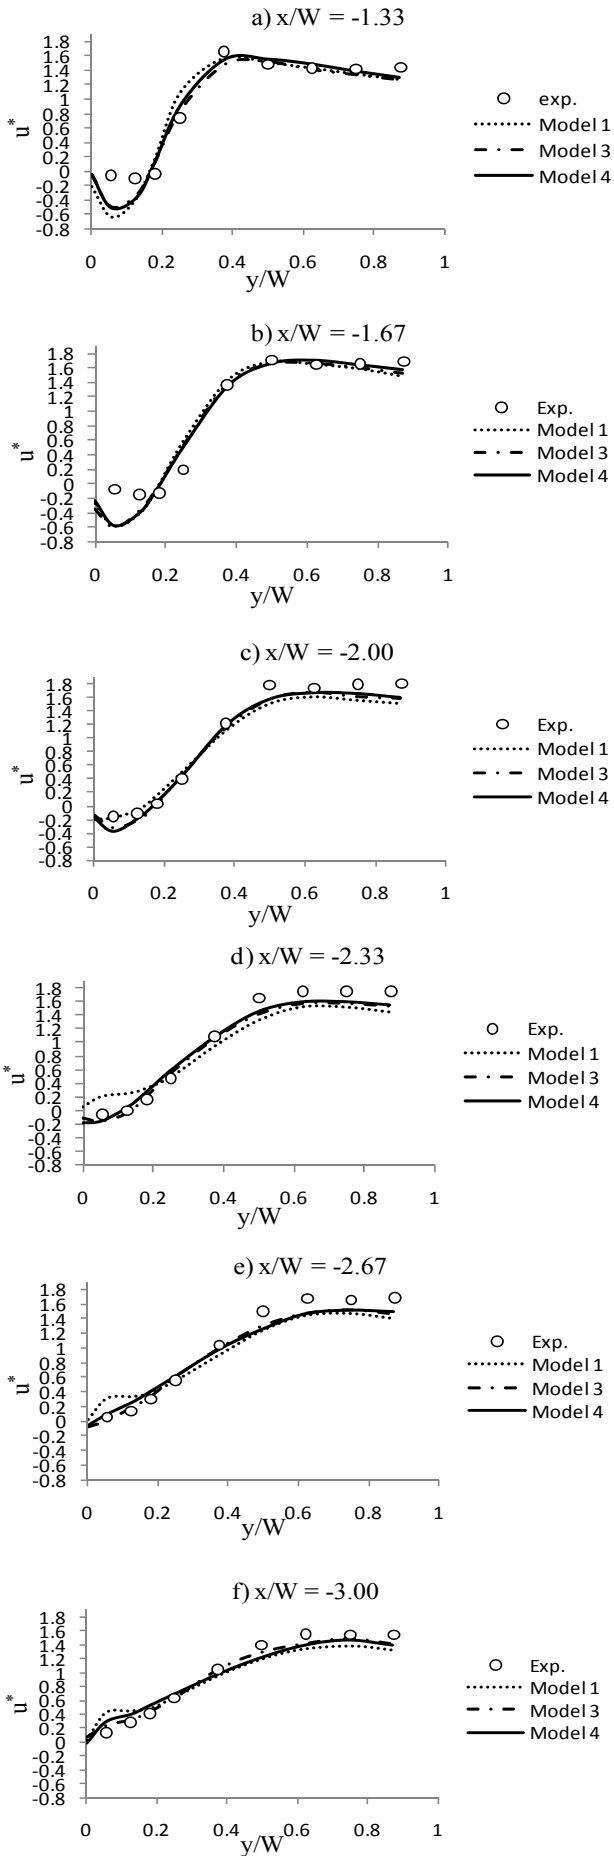 a) x/W = -1.33
1.8
1.6
1.4
1.2
1
0.8
0.6
0.4
0.2
0
-0.2
-0.4
-0.6
-0.8
u*
0 0.2 0.4 0.6 0.8 1
y/W
exp.
Model 1
Model 3
Model 4
b) x/W = -1.67
1.8
1.6
1.4
1.2
1
0.8
0.6
0.4
0.2
0
-0.2
-0.4
-0.6
-0.8
u*
0 0.2 0.4 0.6 0.8 1
y/W
Exp.
Model 1
Model 3
Model 4
c) x/W = -2.00
1.8
1.6
1.4
1.2
1
0.8
0.6
0.4
0.2
0
-0.2
-0.4
-0.6
-0.8
u*
0 0.2 0.4 0.6 0.8 1
y/W
Exp.
Model 1
Model 3
Model 4
d) x/W = -2.33
1.8
1.6
1.4
1.2
1
0.8
0.6
0.4
0.2
0
-0.2
-0.4
-0.6
-0.8
u*
0 0.2 0.4 0.6 0.8 1
y/W
Exp.
Model 1
Model 3
Model 4
e) x/W = -2.67
1.8
1.6
1.4
1.2
1
0.8
0.6
0.4
0.2
0
-0.2
-0.4
-0.6
-0.8
u*
0 0.2 0.4 0.6 0.8 1
y/W
Exp.
Model 1
Model 3
Model 4
f) x/W = -3.00
1.8
1.6
1.4
1.2
1
0.8
0.6
0.4
0.2
0
-0.2
-0.4
-0.6
-0.8
u*
0 0.2 0.4 0.6 0.8 1
y/W
Exp.
Model 1
Model 3
Model 4